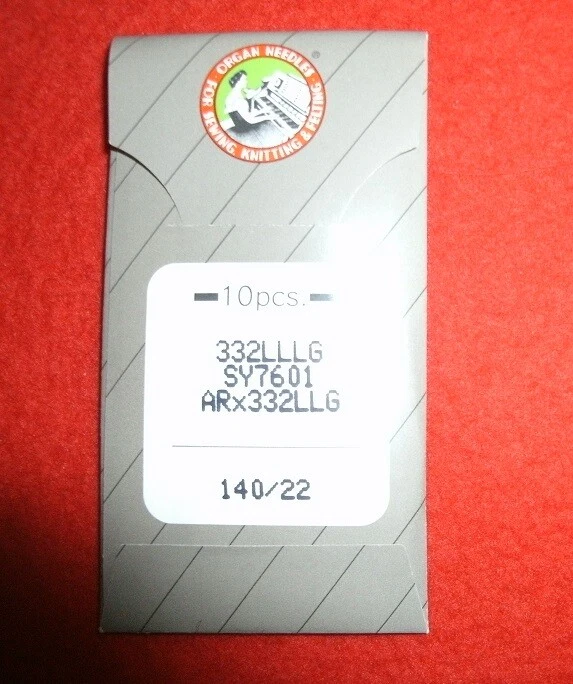 ORGAN NEEDLES
FOR SEWING, KNITTING & FELTING
®
10pcs.
332LLLG
SY7601
ARx332LLG
140/22